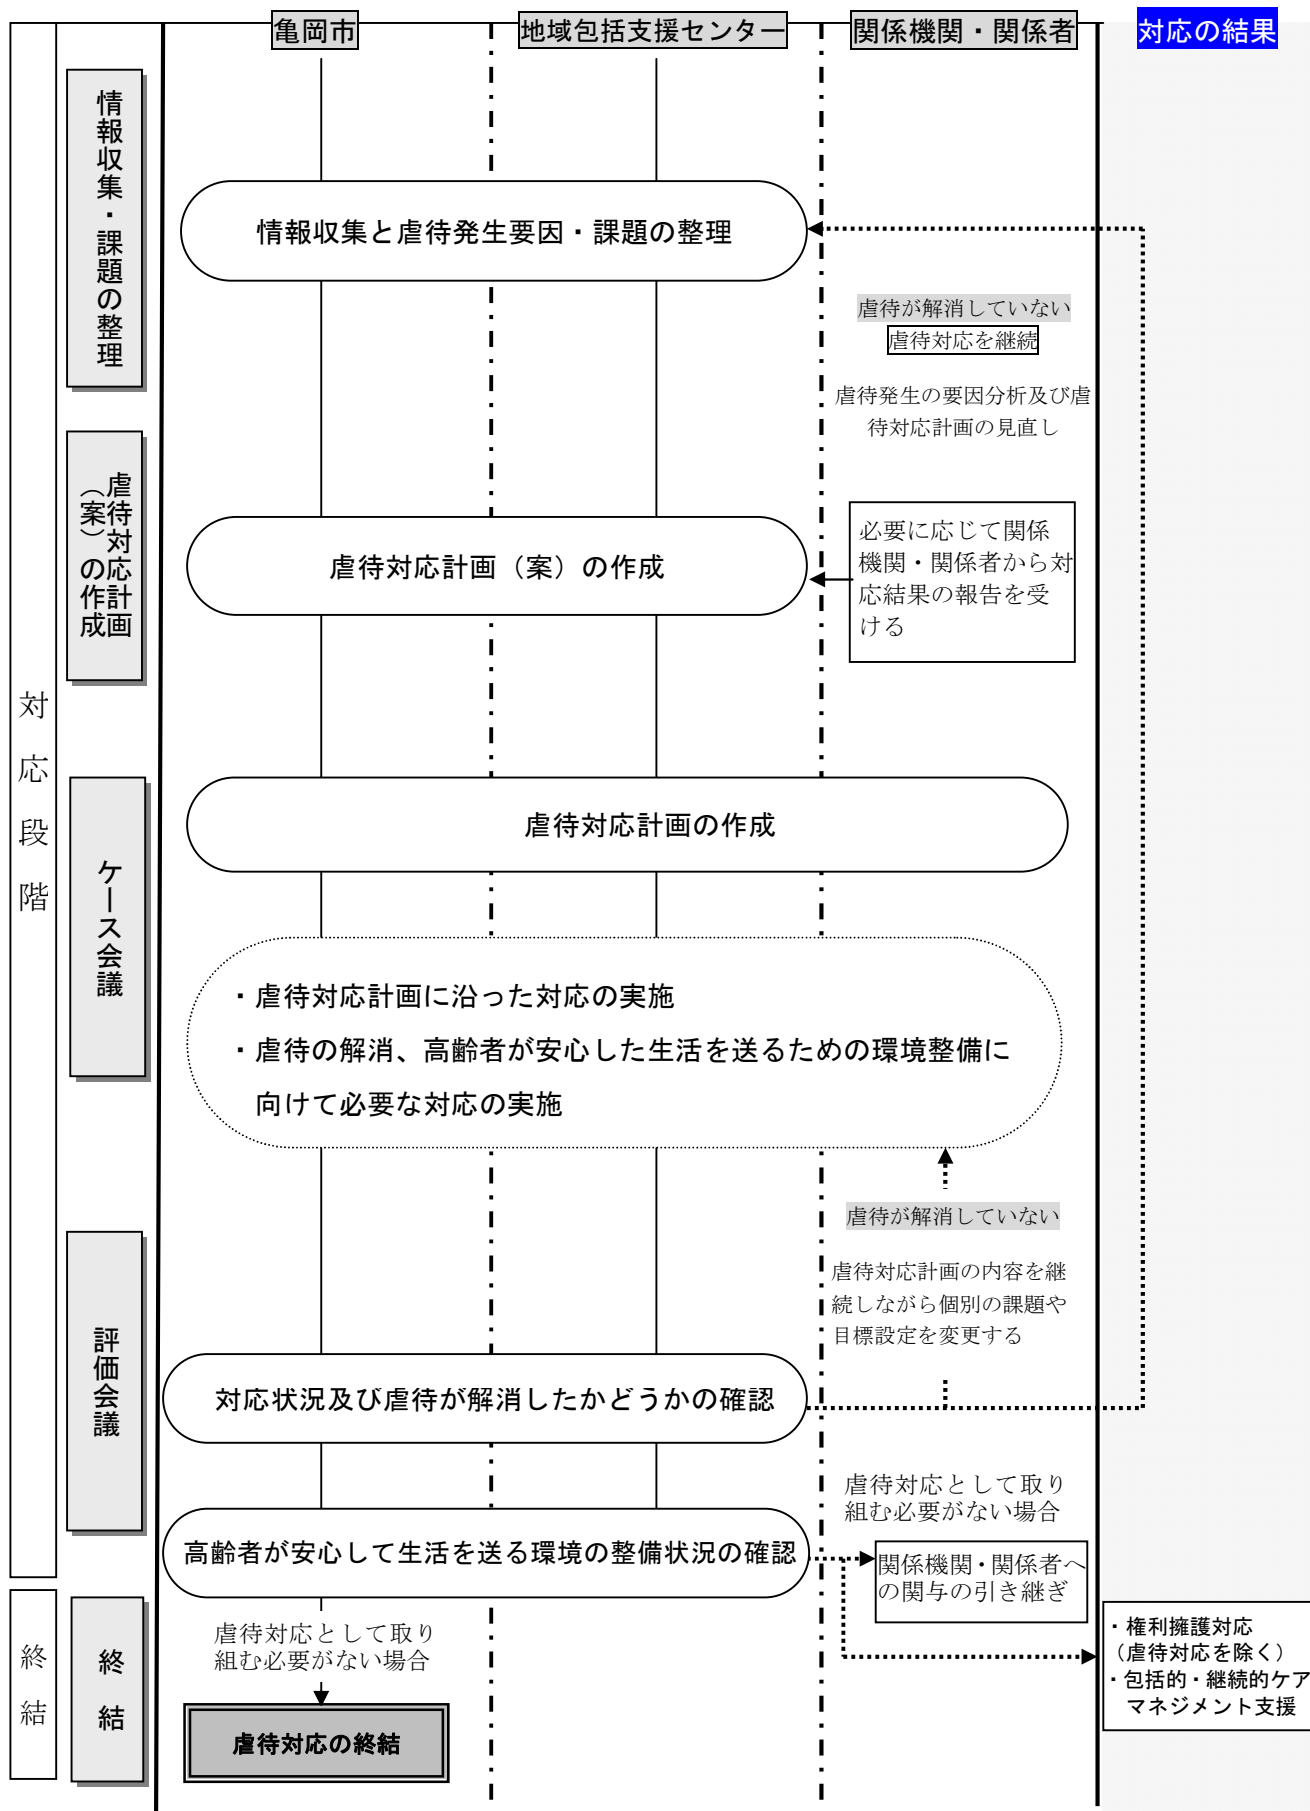 亀岡市
地域包括支援センター
関係機関・関係者
対応の結果
対応段階
情報収集・課題の整理
情報収集と虐待発生要因・課題の整理
虐待が解消していない
虐待対応を継続
虐待発生の要因分析及び虐
待対応計画の見直し
虐待対応計画
（案）の作成
虐待対応計画（案）の作成
必要に応じて関係
機関・関係者から対
応結果の報告を受
ける
ケース会議
虐待対応計画の作成
・虐待対応計画に沿った対応の実施
・虐待の解消、高齢者が安心した生活を送るための環境整備に
向けて必要な対応の実施
虐待が解消していない
虐待対応計画の内容を継
続しながら個別の課題や
目標設定を変更する
評価会議
対応状況及び虐待が解消したかどうかの確認
虐待対応として取り
組む必要がない場合
高齢者が安心して生活を送る環境の整備状況の確認
関係機関・関係者へ
の関与の引き継ぎ
終結
終結
虐待対応として取り
組む必要がない場合
虐待対応の終結
・権利擁護対応
（虐待対応を除く）
・包括的・継続的ケア
マネジメント支援